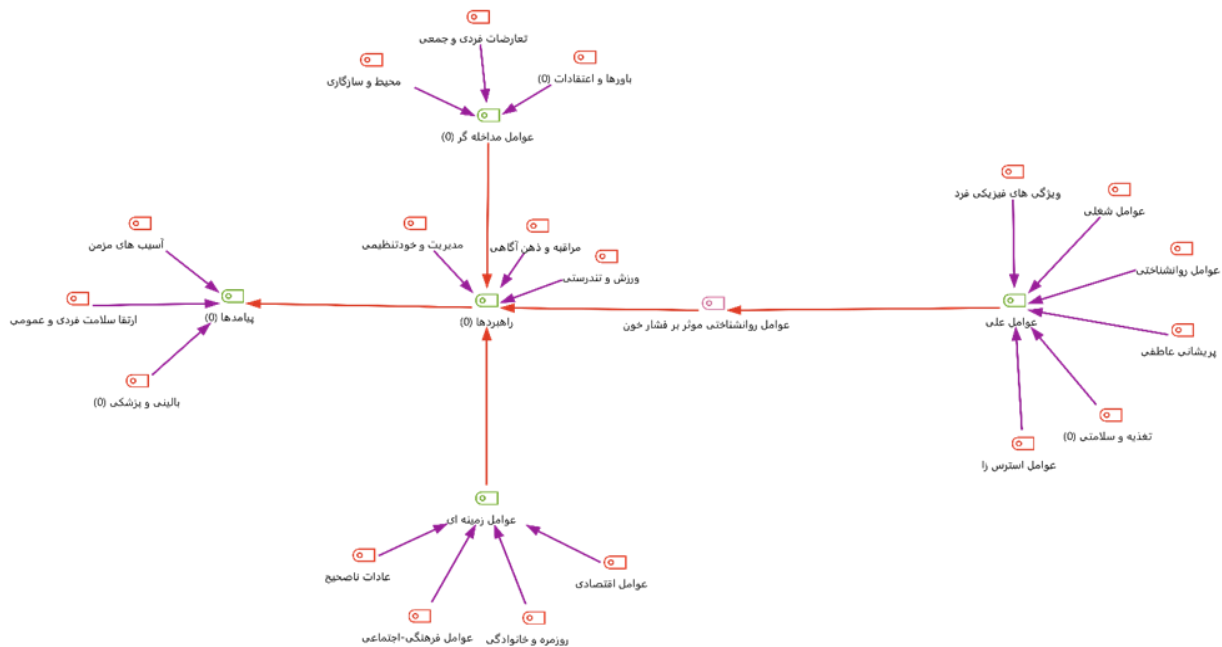 تعارضات فردی و جمعی
باورها و اعتقادات (0)
محیط و سازگاری
عوامل مداخله گر (0)
ویژگی های فیزیکی فرد
عوامل شغلی
عوامل روانشناختی
عوامل علی
پریشانی عاطفی
تغذیه و سلامتی (0)
عوامل استرس زا
عوامل روانشناختی موثر بر فشار خون
مراقبه و ذهن آگاهی
مدیریت و خودتنظیمی
ورزش و تندرستی
راهبردها (0)
آسیب های مزمن
پیامدها (0)
ارتقا سلامت فردی و عمومی
بالینی و پزشکی (0)
عوامل زمینه ای
عوامل اقتصادی
عادات ناصحیح
روزمره و خانوادگی
عوامل فرهنگی-اجتماعی